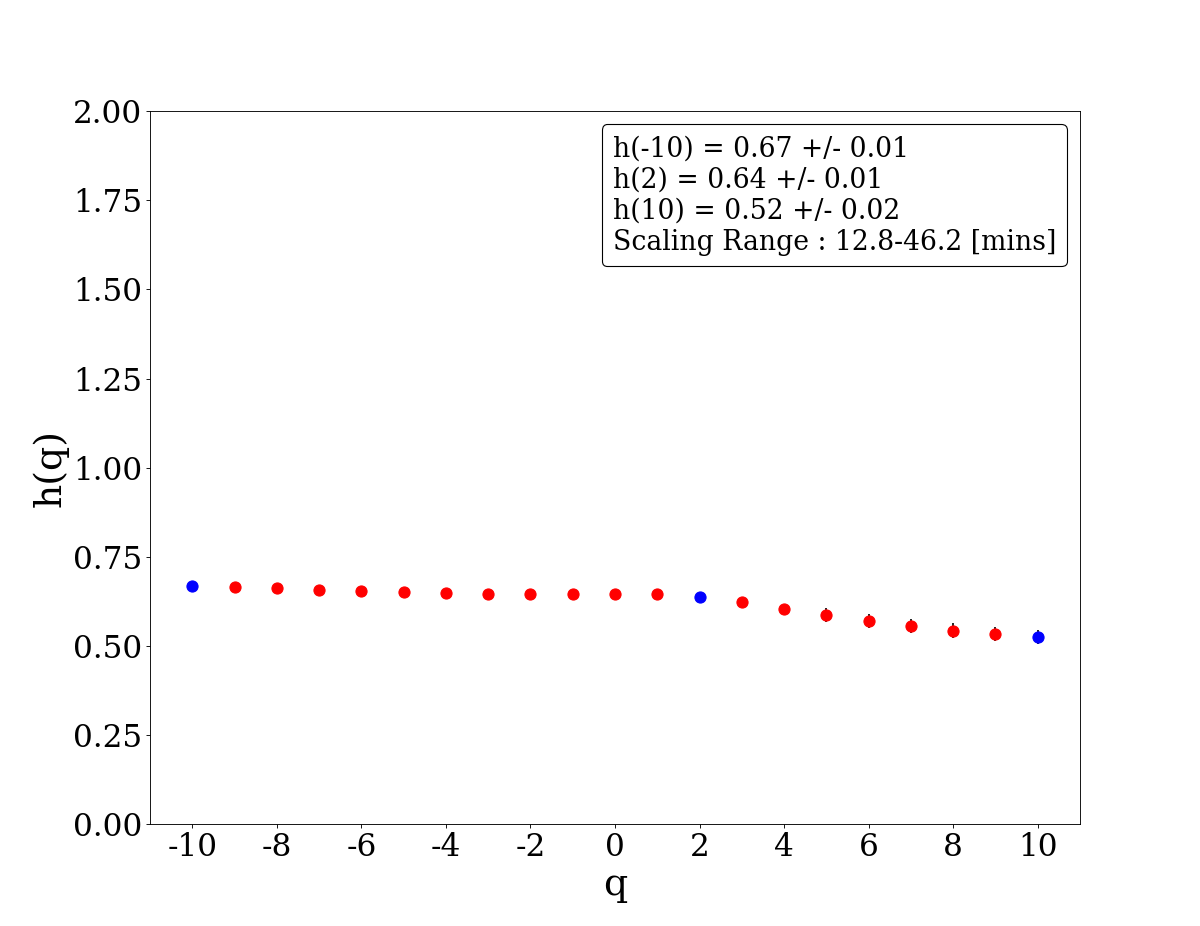 h(-10) = 0.67 +/- 0.01
h(2) = 0.64 +/- 0.01
h(10) = 0.52 +/- 0.02
Scaling Range : 12.8-46.2 [mins]
2.00
1.75
1.50
1.25
1.00
0.75
0.50
0.25
0.00
h(q)
-10 -8 -6 -4 -2 0 2 4 6 8 10
q